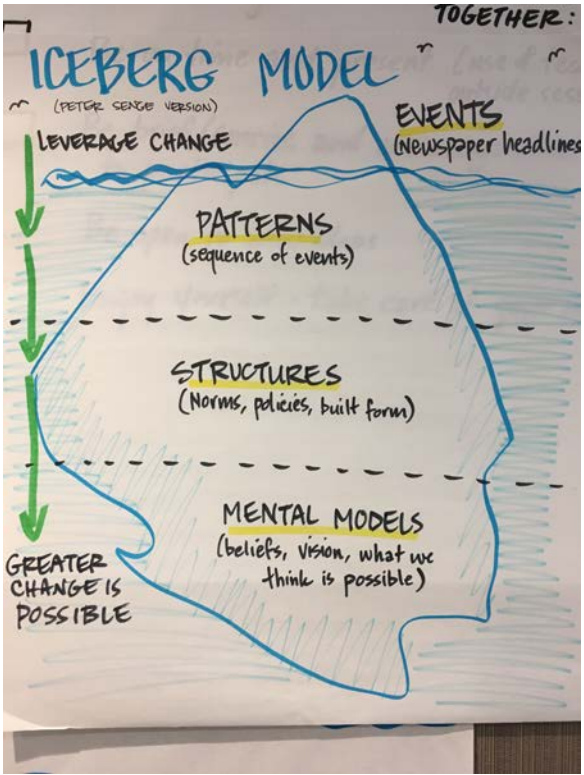 TOGETHER:
ICEBERG MODEL
(PETER SENGE VERSION)
EVENTS
(Newspaper headlines
LEVERAGE CHANGE
PATTERNS
(sequence of events)
STRUCTURES
(Norms, policies, built form)
MENTAL MODELS
(beliefs, vision, what we
think is possible)
GREATER
CHANGE IS
POSSIBLE